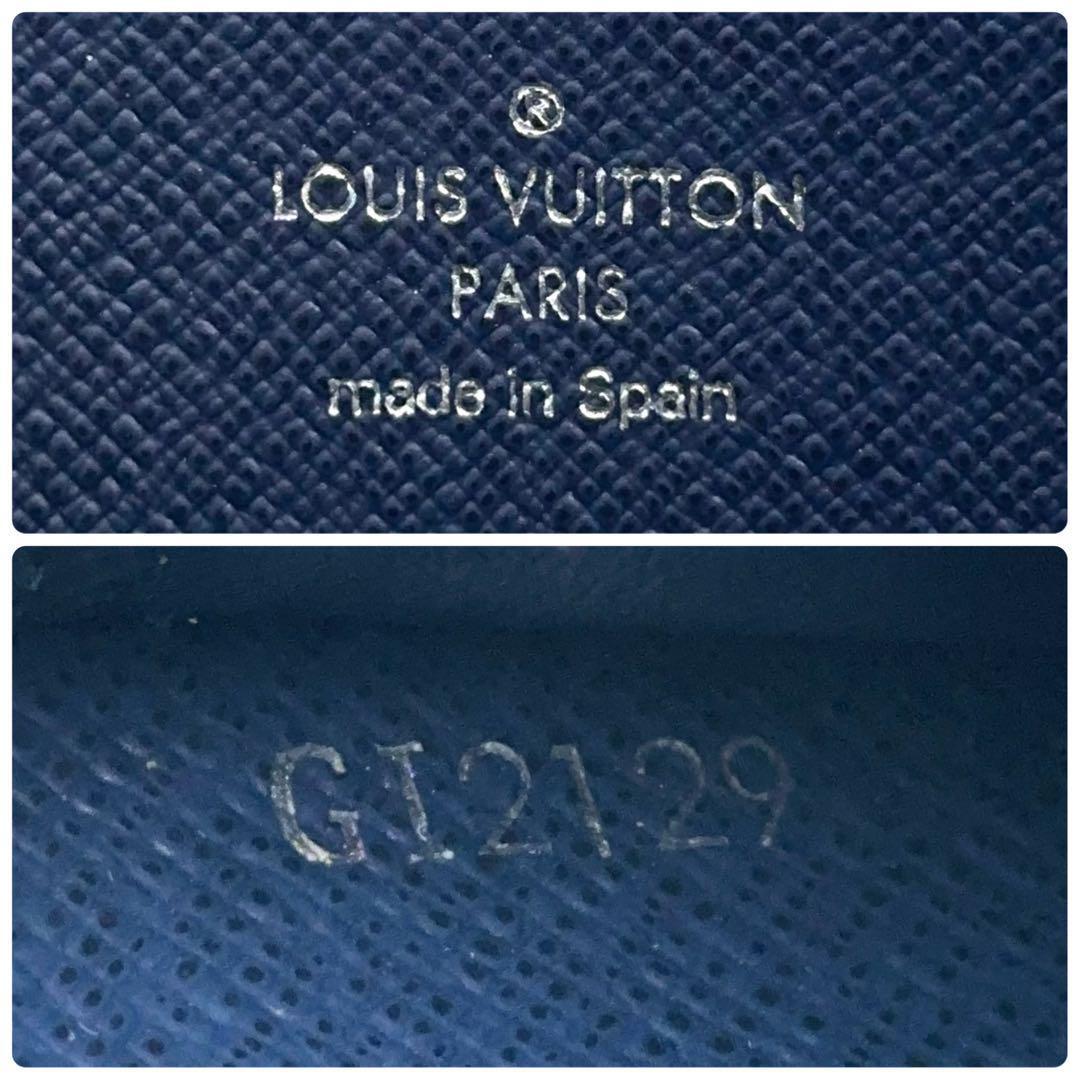 ®
LOUIS VUITTON
PARIS
made in Spain
GI2129